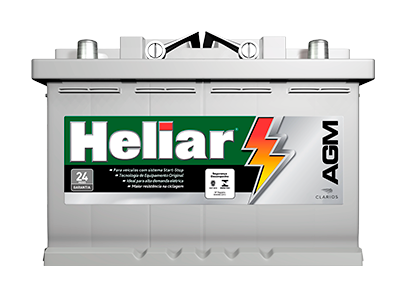 Heliar
24
GARANTIA
• Para veículos com sistema Start-Stop
• Tecnologia de Equipamento Original
• Ideal para alta demanda elétrica
• Maior resistência na ciclagem
Segurança
AGM
CLARIOS